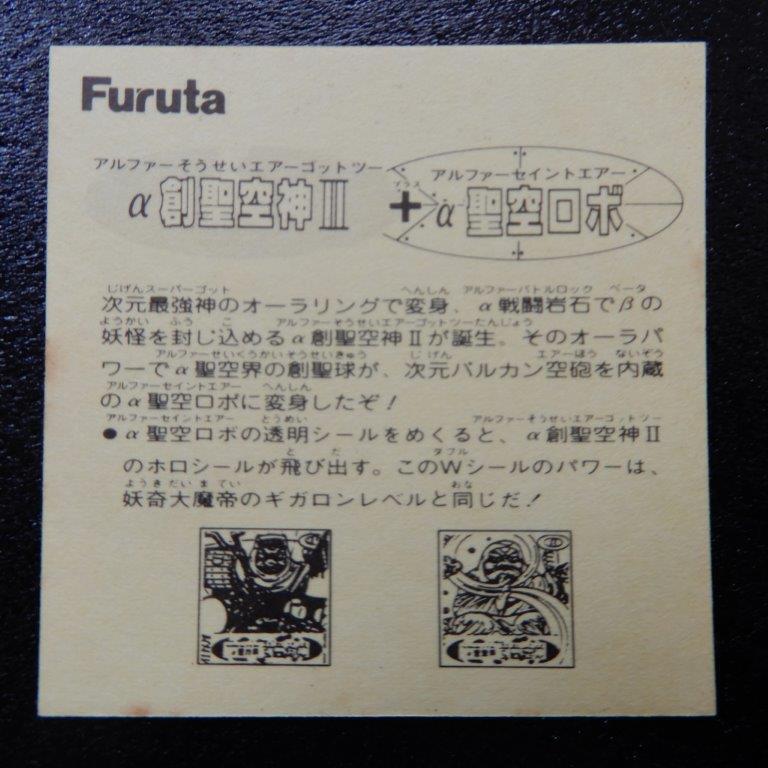 Furuta
アルファーそうせいエアーゴットツー
α創聖空神III
プラス
+
アルファーセイントエアー
α聖空ロボ
じげんスーパーゴット へんしん アルファーバトルロック ベータ
次元最強神のオーラリングで変身、α戦闘岩石でβの
ようかい ふう こ アルファーそうせいエアーゴットツーたんじょう
妖怪を封じ込めるα創聖空神IIが誕生。そのオーラパ
アルファーせいくうかいそうせいきゅう じげん エアーほう ないぞう
ワーでα聖空界の創聖球が、次元バルカン空砲を内蔵
アルファーセイントエアー へんしん
のα聖空ロボに変身したぞ!
アルファーセイントエアー とうめい アルファーそうせいエアーゴットツー
●α聖空ロボの透明シールをめくると、α創聖空神II
と だ ダブル
のホロシールが飛び出す。このWシールのパワーは、
ようきだいまてい おな
妖奇大魔帝のギガロンレベルと同じだ!